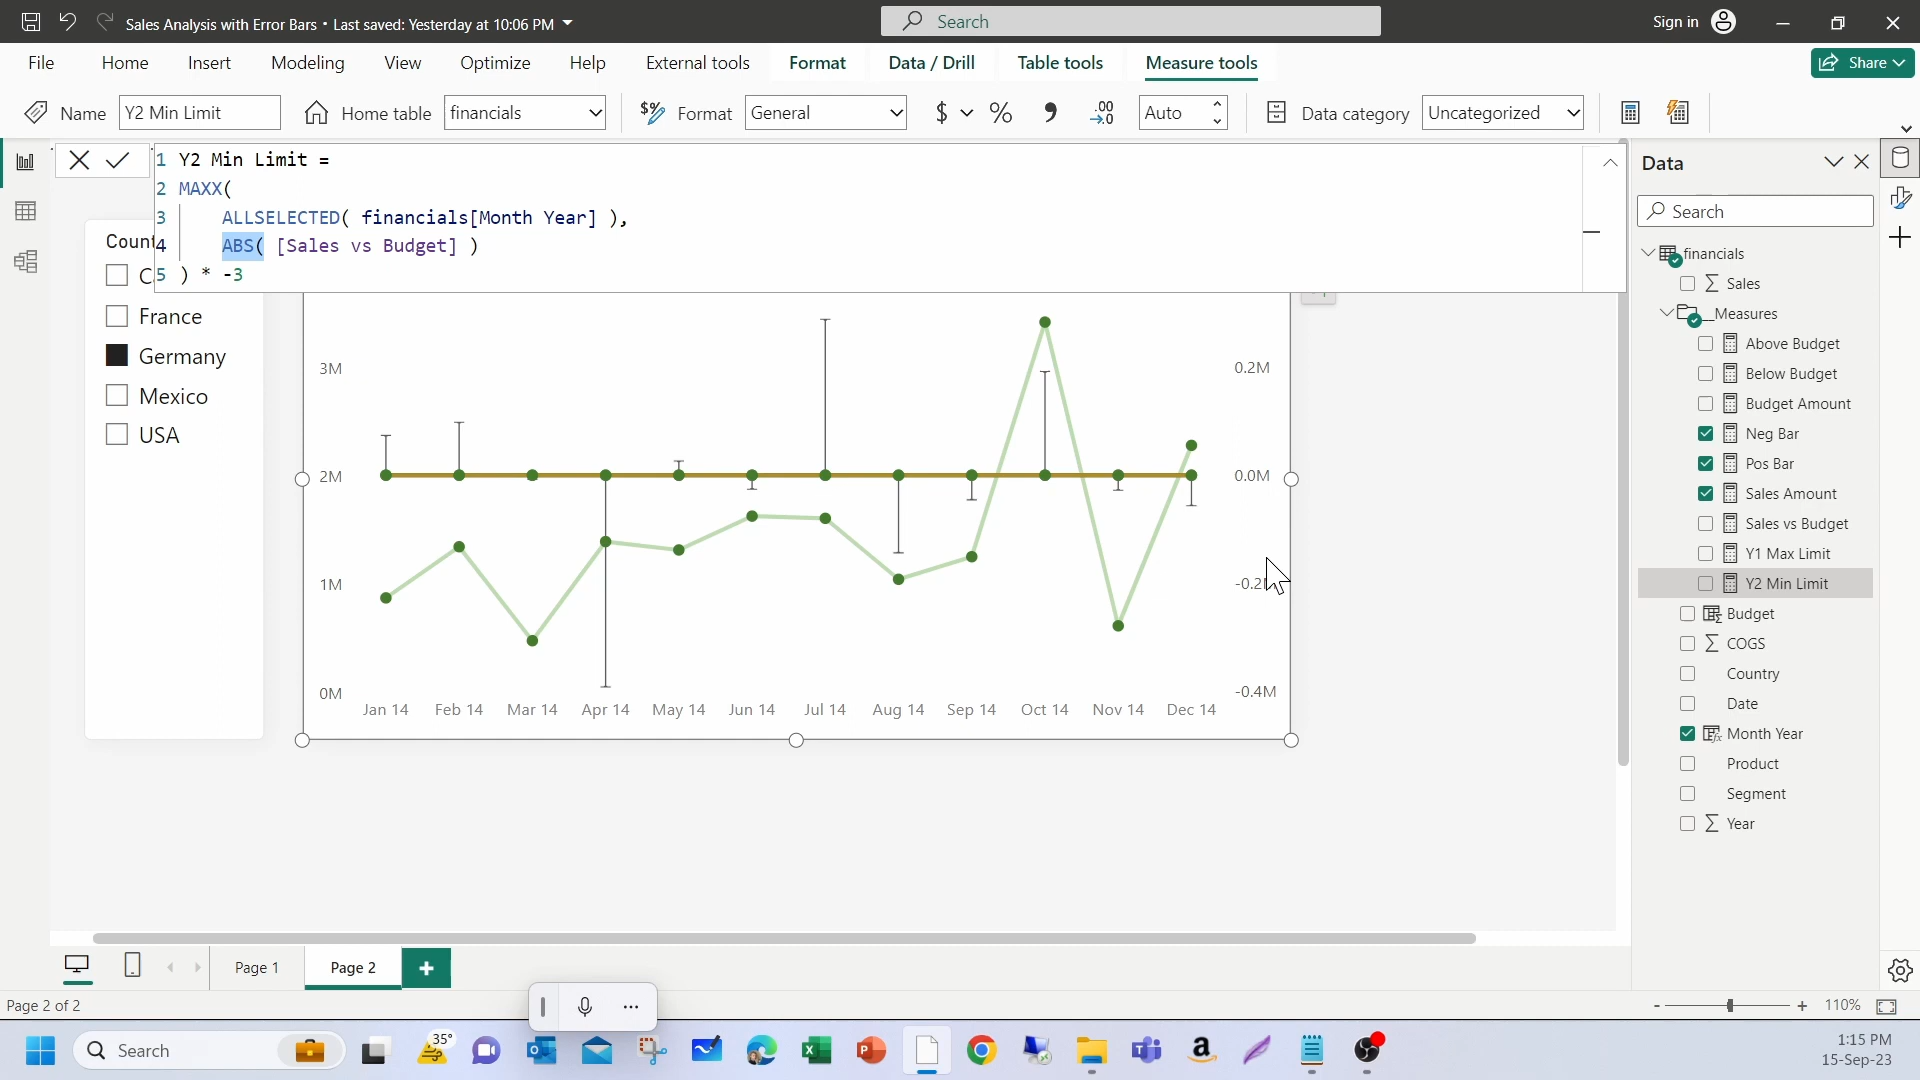 Sales Analysis with Error Bars • Last saved: Yesterday at 10:06 PM
Search
Sign in
File Home Insert Modeling View Optimize Help External tools Format Data / Drill Table tools Measure tools
Share
Name Y2 Min Limit Home table financials Format General $ % Auto Data category Uncategorized
1 Y2 Min Limit =
2 MAXX(
3 ALLSELECTED( financials[Month Year] ),
4 ABS( [Sales vs Budget] )
5 ) * -3
Count
C
France
Germany
Mexico
USA
3M
2M
1M
0M
0.2M
0.0M
-0.2
-0.4M
Jan 14 Feb 14 Mar 14 Apr 14 May 14 Jun 14 Jul 14 Aug 14 Sep 14 Oct 14 Nov 14 Dec 14
Data
Search
financials
Sales
_Measures
Above Budget
Below Budget
Budget Amount
Neg Bar
Pos Bar
Sales Amount
Sales vs Budget
Y1 Max Limit
Y2 Min Limit
Budget
COGS
Country
Date
Month Year
Product
Segment
Year
Page 1 Page 2
Page 2 of 2
- + 110%
Search
35°
1:15 PM
15-Sep-23